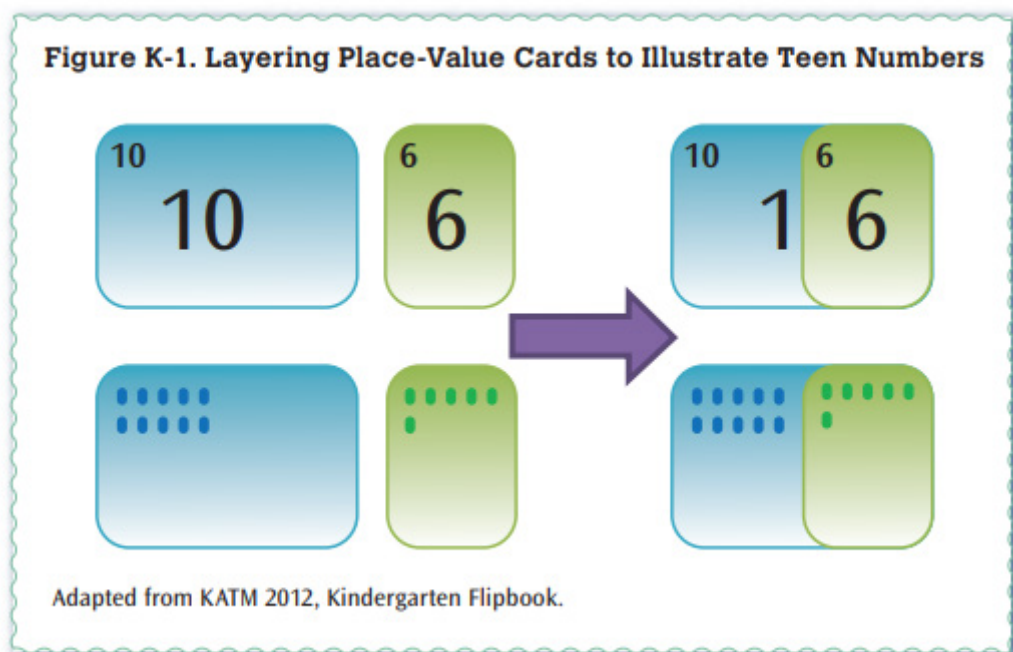 Figure K-1. Layering Place-Value Cards to Illustrate Teen Numbers
10 6 10 6
10 6 1 6
Adapted from KATM 2012, Kindergarten Flipbook.